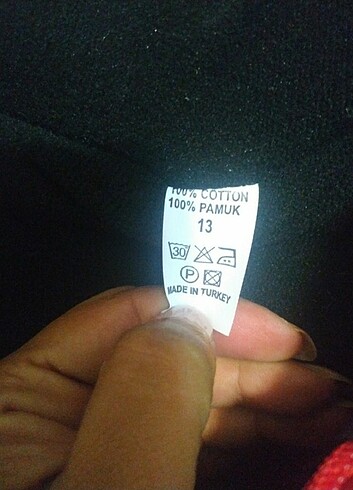 100% COTTON
100% PAMUK
13
30
P
MADE IN TURKEY